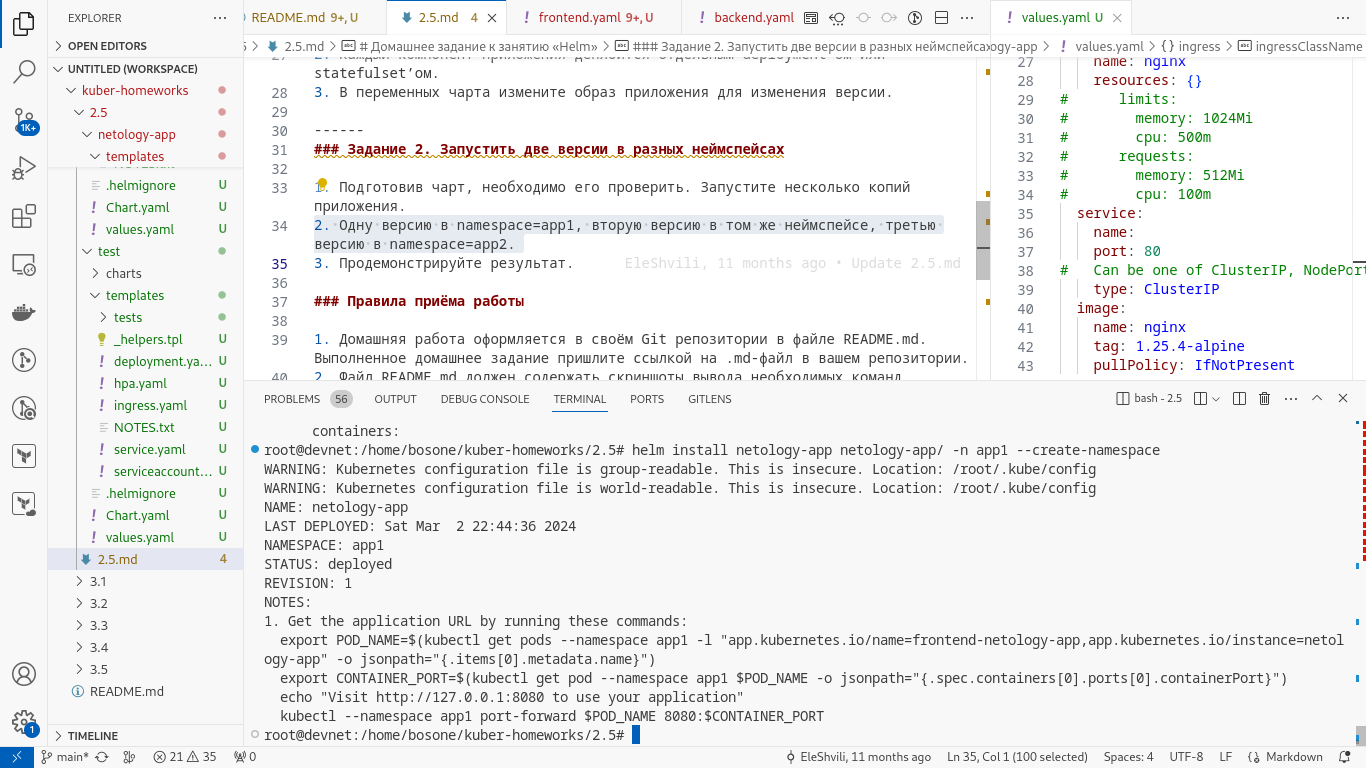 EXPLORER
OPEN EDITORS
UNTITLED (WORKSPACE)
kuber-homeworks
2.5
netology-app
templates
.helmignore U
Chart.yaml U
values.yaml U
test
charts
templates
tests
_helpers.tpl U
deployment.ya... U
hpa.yaml U
ingress.yaml U
NOTES.txt U
service.yaml U
serviceaccount... U
.helmignore U
Chart.yaml U
values.yaml U
2.5.md 4
3.1
3.2
3.3
3.4
3.5
README.md
TIMELINE
1K+
1
README.md 9+, U
2.5.md 4
frontend.yaml 9+, U
backend.yaml
values.yaml U
5 > 2.5.md > # Домашнее задание к занятию «Helm» > ### Задание 2. Запустить две версии в разных неймспейсах
ogy-app > values.yaml > {} ingress > ingressClassName
statefulset’ом.
28 3. В переменных чарта измените образ приложения для изменения версии.
29
30 ------
31 ### Задание 2. Запустить две версии в разных неймспейсах
32
33 1. Подготовив чарт, необходимо его проверить. Запустите несколько копий
приложения.
34 2. Одну версию в namespace=app1, вторую версию в том же неймспейсе, третью
версию в namespace=app2.
35 3. Продемонстрируйте результат. EleShvili, 11 months ago • Update 2.5.md
36
37 ### Правила приёма работы
38
39 1. Домашняя работа оформляется в своём Git репозитории в файле README.md.
Выполненное домашнее задание пришлите ссылкой на .md-файл в вашем репозитории.
40 2. Файл README.md должен содержать скриншоты вывода необходимых команд
27 name: nginx
28 resources: {}
29 # limits:
30 # memory: 1024Mi
31 # cpu: 500m
32 # requests:
33 # memory: 512Mi
34 # cpu: 100m
35 service:
36 name:
37 port: 80
38 # Can be one of ClusterIP, NodePort
39 type: ClusterIP
40 image:
41 name: nginx
42 tag: 1.25.4-alpine
43 pullPolicy: IfNotPresent
PROBLEMS 56 OUTPUT DEBUG CONSOLE TERMINAL PORTS GITLENS
bash - 2.5
containers:
root@devnet:/home/bosone/kuber-homeworks/2.5# helm install netology-app netology-app/ -n app1 --create-namespace
WARNING: Kubernetes configuration file is group-readable. This is insecure. Location: /root/.kube/config
WARNING: Kubernetes configuration file is world-readable. This is insecure. Location: /root/.kube/config
NAME: netology-app
LAST DEPLOYED: Sat Mar  2 22:44:36 2024
NAMESPACE: app1
STATUS: deployed
REVISION: 1
NOTES:
1. Get the application URL by running these commands:
export POD_NAME=$(kubectl get pods --namespace app1 -l "app.kubernetes.io/name=frontend-netology-app,app.kubernetes.io/instance=netol
ogy-app" -o jsonpath="{.items[0].metadata.name}")
export CONTAINER_PORT=$(kubectl get pod --namespace app1 $POD_NAME -o jsonpath="{.spec.containers[0].ports[0].containerPort}")
echo "Visit http://127.0.0.1:8080 to use your application"
kubectl --namespace app1 port-forward $POD_NAME 8080:$CONTAINER_PORT
root@devnet:/home/bosone/kuber-homeworks/2.5#
main* 21 35 0 EleShvili, 11 months ago Ln 35, Col 1 (100 selected) Spaces: 4 UTF-8 LF Markdown